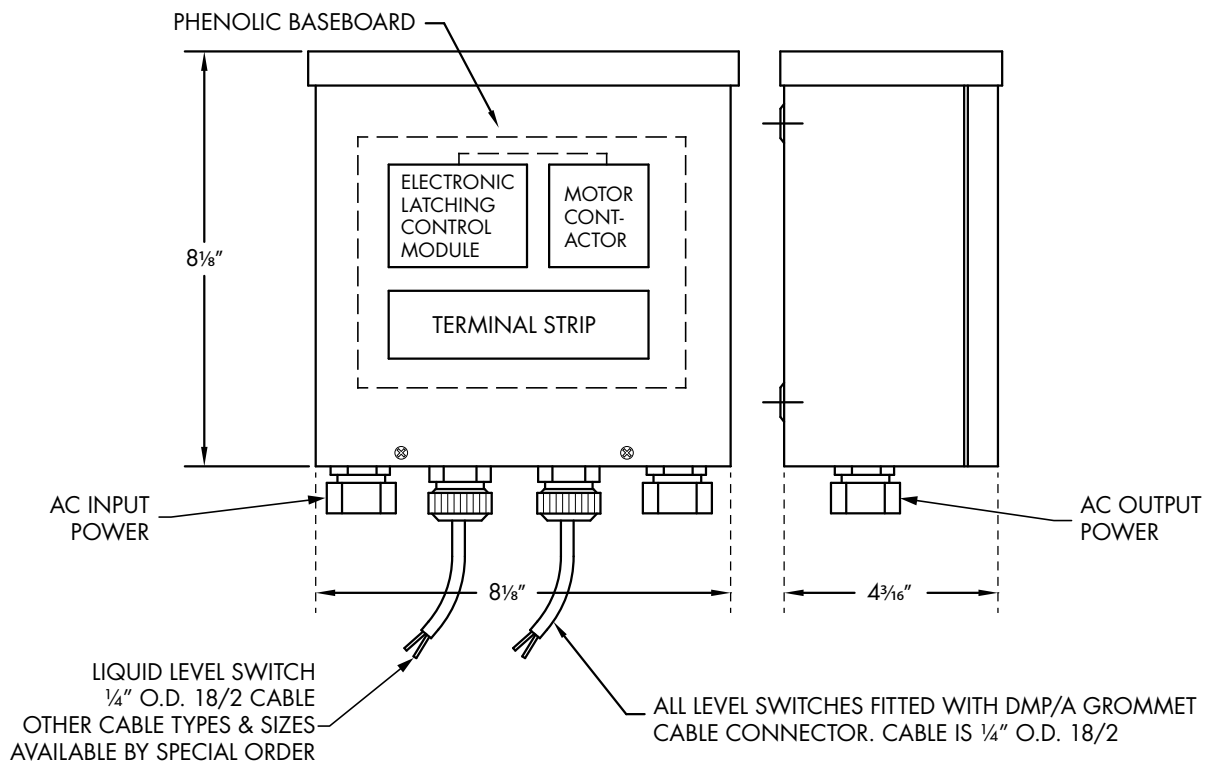 PHENOLIC BASEBOARD
ELECTRONIC
LATCHING
CONTROL
MODULE
MOTOR
CONT-
ACTOR
8⅛"
TERMINAL STRIP
AC INPUT
POWER
AC OUTPUT
POWER
8⅛"
4³⁄₁₆"
LIQUID LEVEL SWITCH
¼" O.D. 18/2 CABLE
OTHER CABLE TYPES & SIZES
AVAILABLE BY SPECIAL ORDER
ALL LEVEL SWITCHES FITTED WITH DMP/A GROMMET
CABLE CONNECTOR. CABLE IS ¼" O.D. 18/2